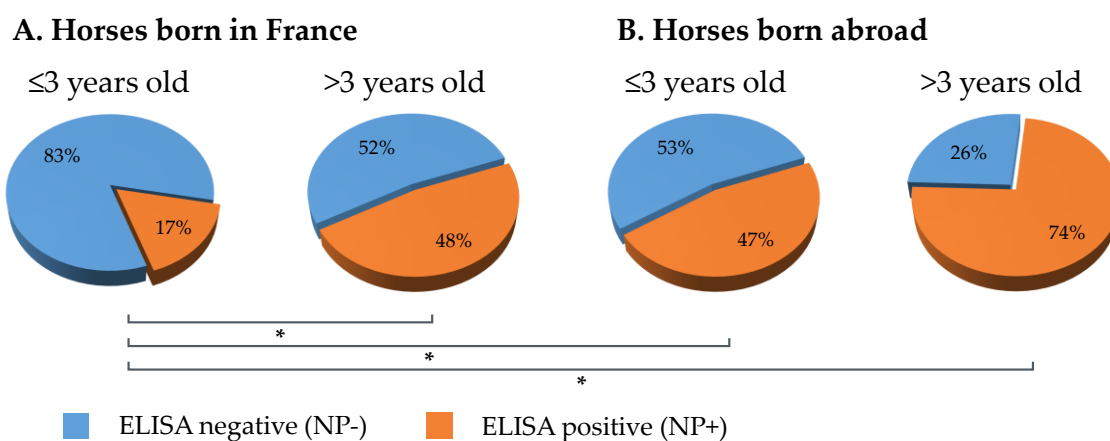 A. Horses born in France
B. Horses born abroad
≤3 years old
>3 years old
≤3 years old
>3 years old
83%
17%
52%
48%
53%
47%
26%
74%
*
*
*
ELISA negative (NP-)
ELISA positive (NP+)